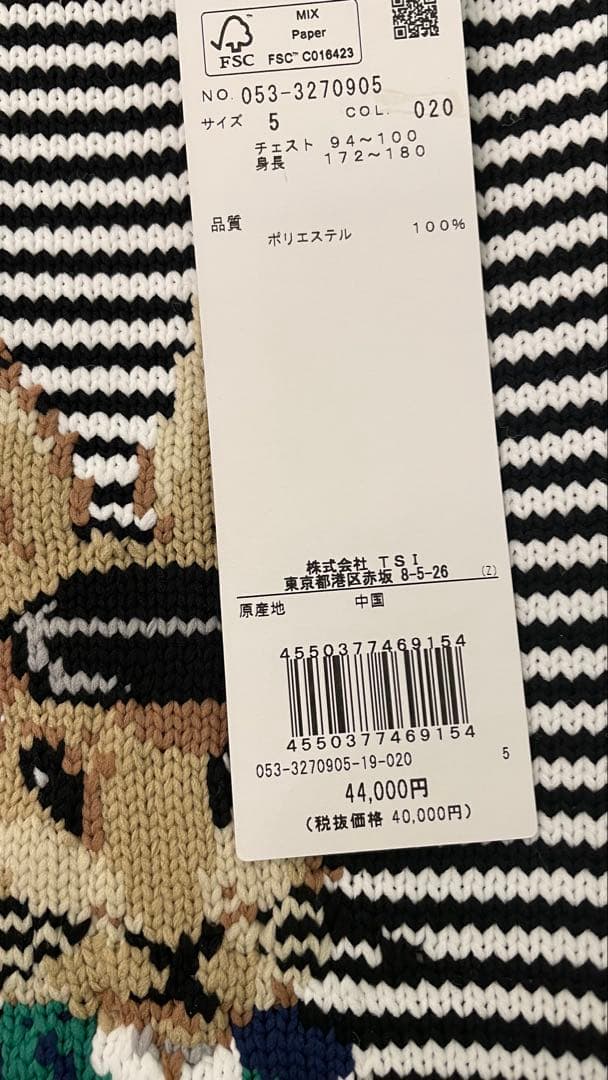 MIX
Paper
FSC
FSC™ C016423
NO. 053-3270905
サイズ 5 COL. 020
チェスト 94～100
身長 172～180
品質
ポリエステル 100%
株式会社 TSI
東京都港区赤坂 8-5-26 (Z)
原産地 中国
4550377469154
4550377469154
053-3270905-19-020 5
44,000円
(税抜価格 40,000円)